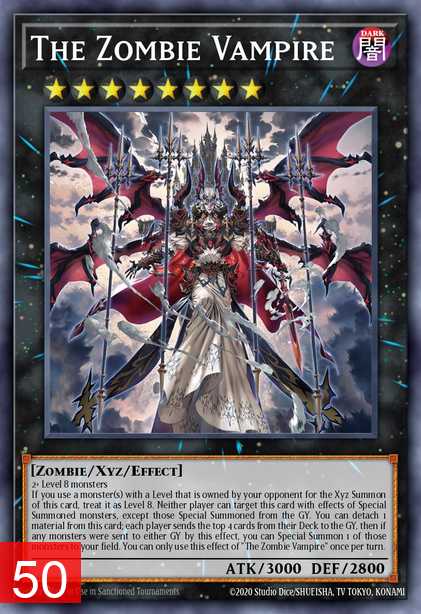 The Zombie Vampire
DARK
闇
[Zombie/Xyz/Effect]
2+ Level 8 monsters
If you use a monster(s) with a Level that is owned by your opponent for the Xyz Summon
of this card, treat it as Level 8. Neither player can target this card with effects of Special
Summoned monsters, except those Special Summoned from the GY. You can detach 1
material from this card; each player sends the top 4 cards from their Deck to the GY, then if
any monsters were sent to either GY by this effect, you can Special Summon 1 of those
monsters to your field. You can only use this effect of "The Zombie Vampire" once per turn.
ATK/3000 DEF/2800
50
Use in Sanctioned Tournaments
©2020 Studio Dice/SHUEISHA, TV TOKYO, KONAMI